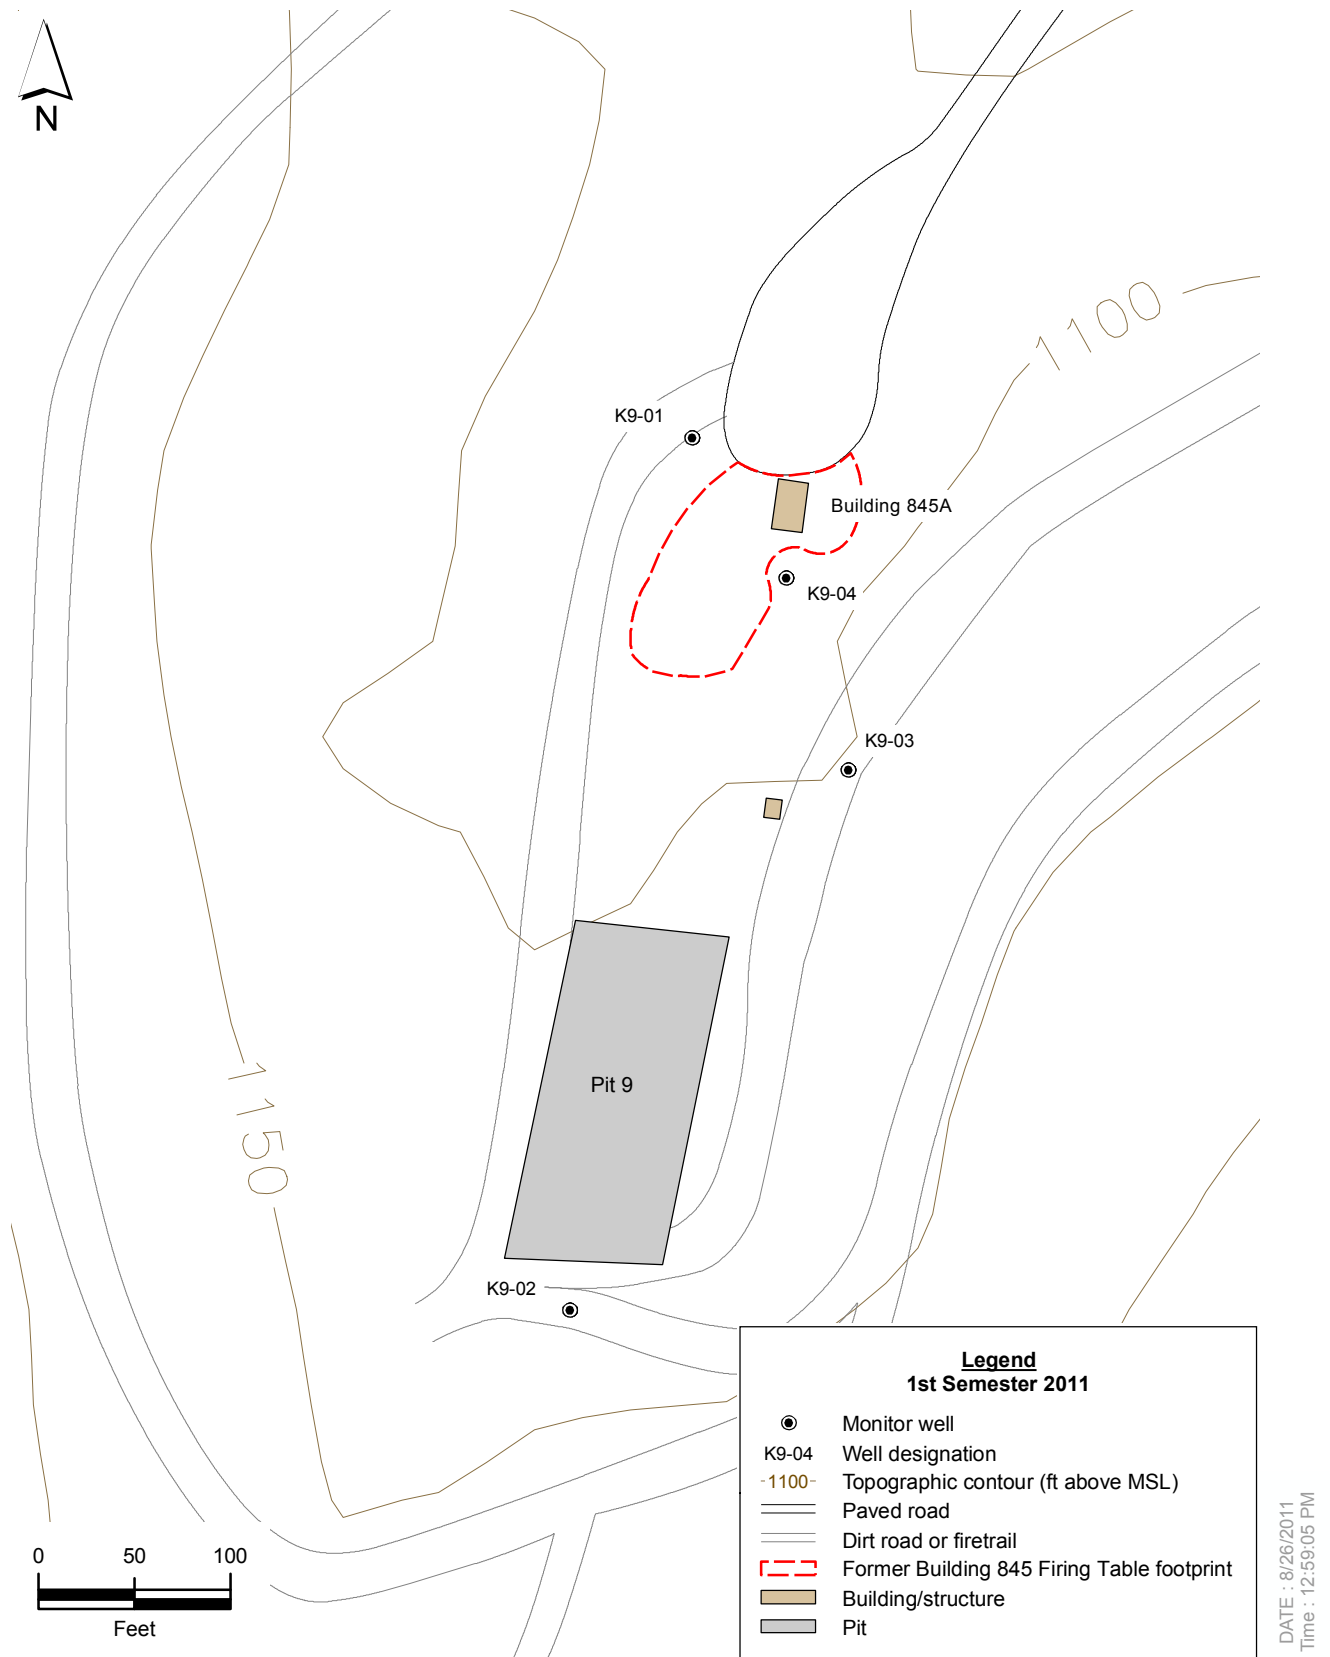 N
1100
K9-01
Building 845A
K9-04
K9-03
Pit 9
1150
K9-02
Legend
1st Semester 2011
Monitor well
K9-04 Well designation
1100 Topographic contour (ft above MSL)
Paved road
Dirt road or firetrail
Former Building 845 Firing Table footprint
Building/structure
Pit
0 50 100
Feet
DATE : 8/26/2011
Time : 12:59:05 PM